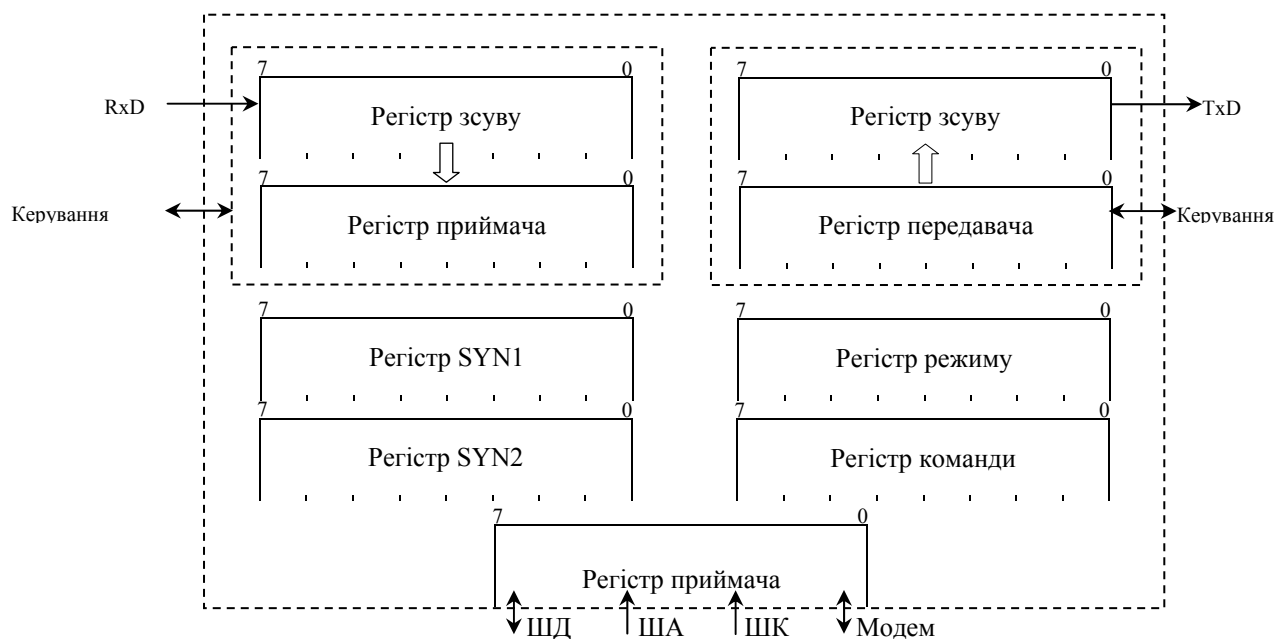 7 0 7 0
RxD Регістр зсуву Регістр зсуву TxD
7 0 7 0
Керування Регістр приймача Регістр передавача Керування
7 0 7 0
Регістр SYN1 Регістр режиму
7 0 7 0
Регістр SYN2 Регістр команди
7 0
Регістр приймача
ШД ША ШК Модем